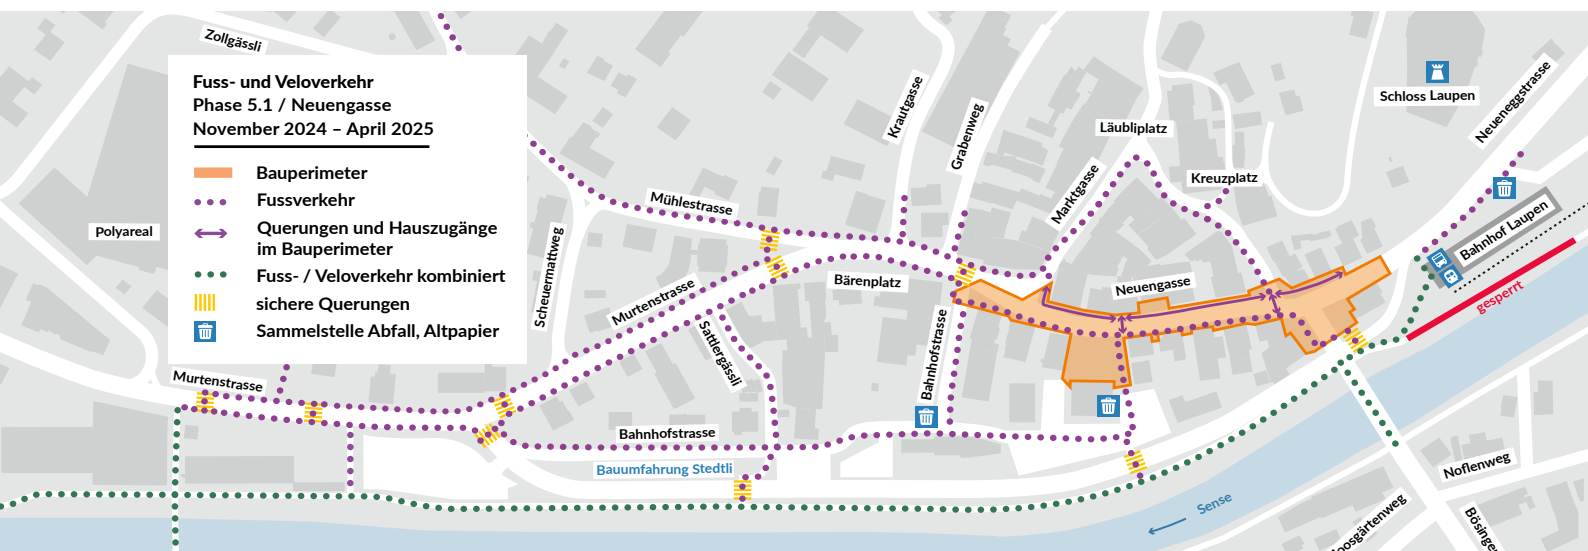 Zollgässli
Fuss- und Veloverkehr
Phase 5.1 / Neuengasse
November 2024 – April 2025
Bauperimeter
Fussverkehr
Querungen und Hauszugänge
im Bauperimeter
Fuss- / Veloverkehr kombiniert
sichere Querungen
Sammelstelle Abfall, Altpapier
Polyareal
Murtenstrasse
Scheuermattweg
Mühlestrasse
Murtenstrasse
Sattlergässli
Bahnhofstrasse
Bauumfahrung Stedtli
Krautgasse
Grabenweg
Bärenplatz
Bahnhofstrasse
Marktgasse
Läubliplatz
Kreuzplatz
Neuengasse
Schloss Laupen
Neueneggstrasse
Bahnhof Laupen
gesperrt
Sense
Noflenweg
oosgärtenweg
Bösinge